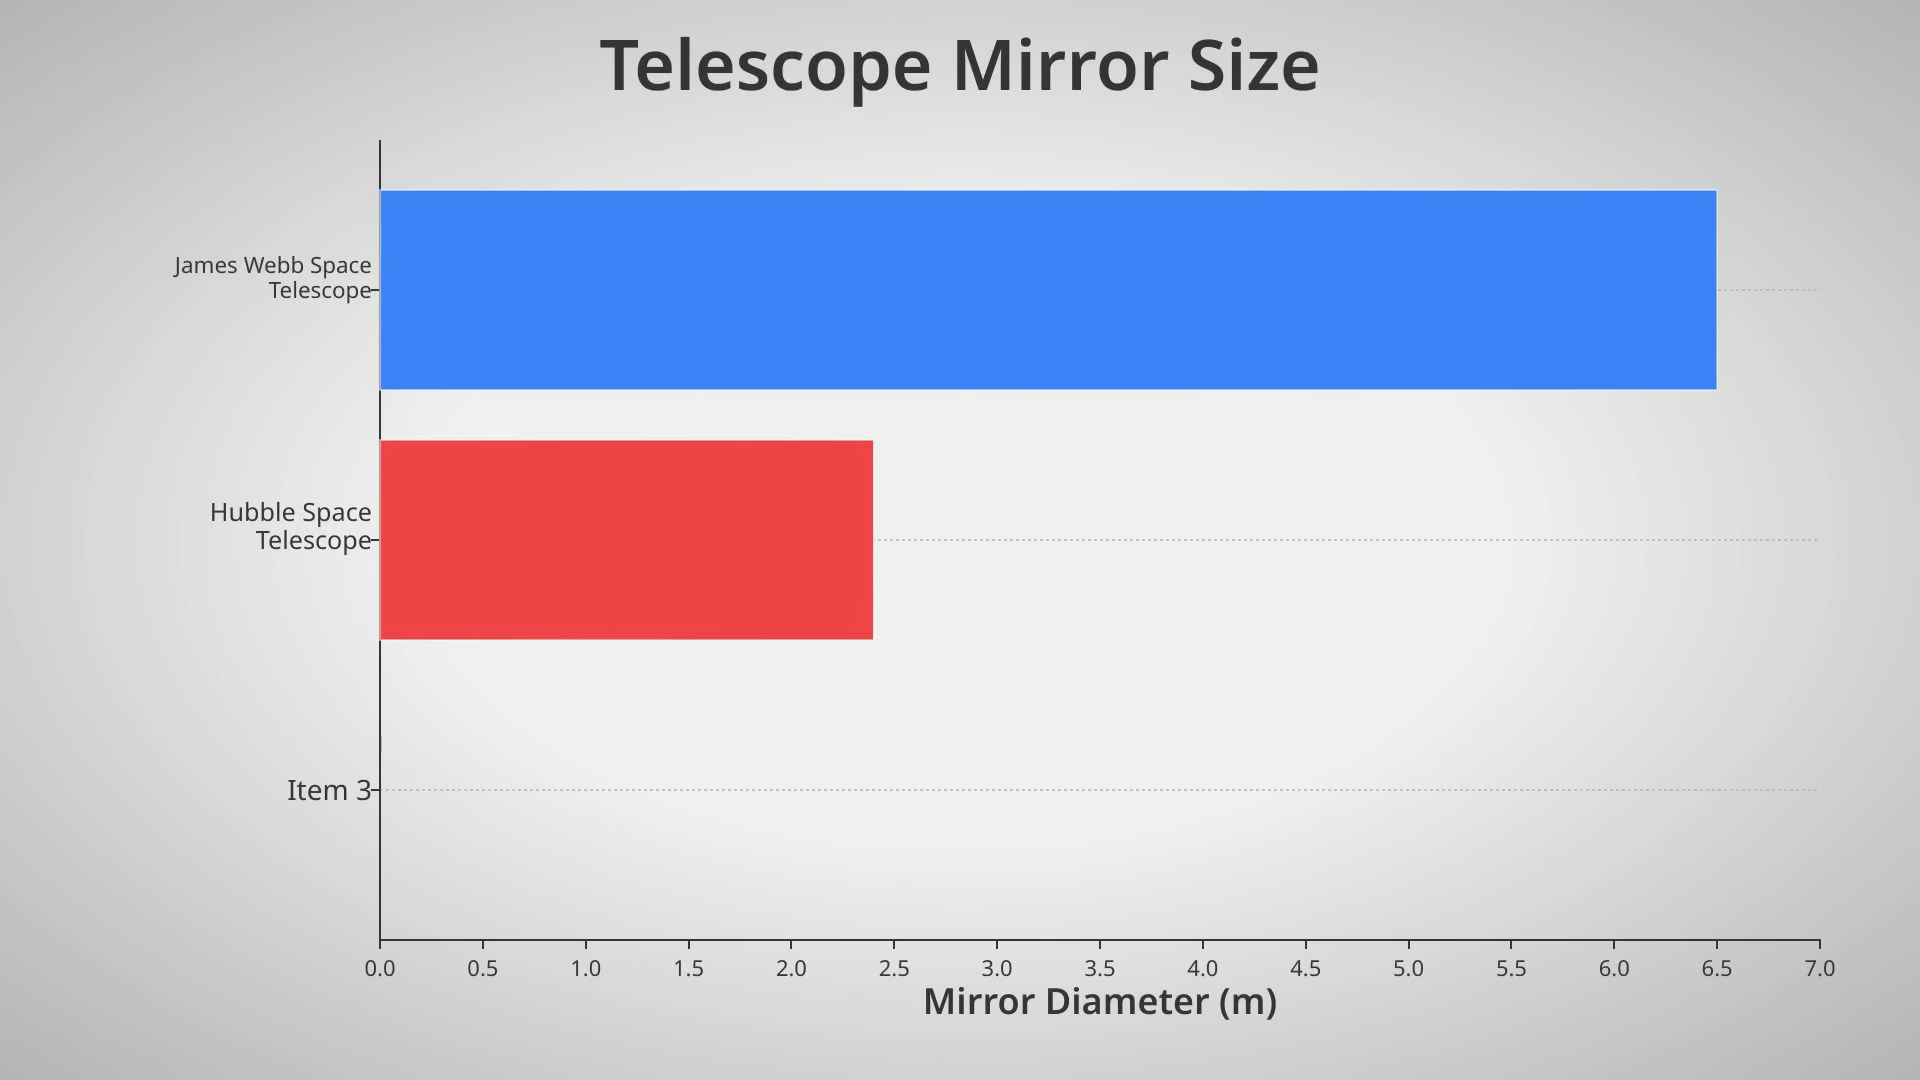 Telescope Mirror Size
James Webb Space
Telescope
Hubble Space
Telescope
Item 3
0.0 0.5 1.0 1.5 2.0 2.5 3.0 3.5 4.0 4.5 5.0 5.5 6.0 6.5 7.0
Mirror Diameter (m)